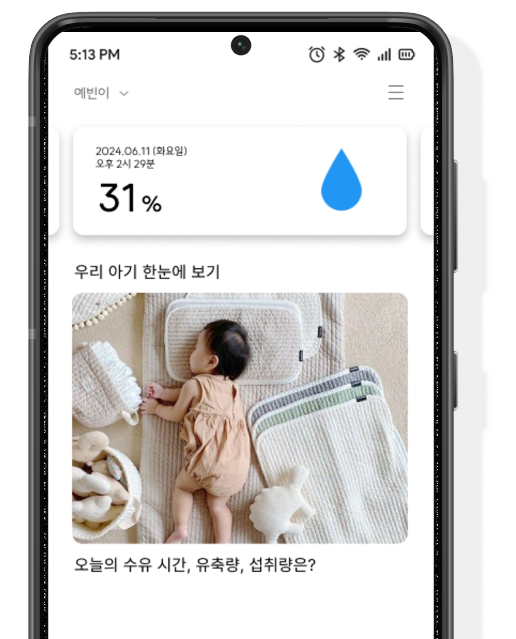 5:13 PM
예빈이
2024.06.11 (화요일)
오후 2시 29분
31 %
우리 아기 한눈에 보기
오늘의 수유 시간, 유축량, 섭취량은?